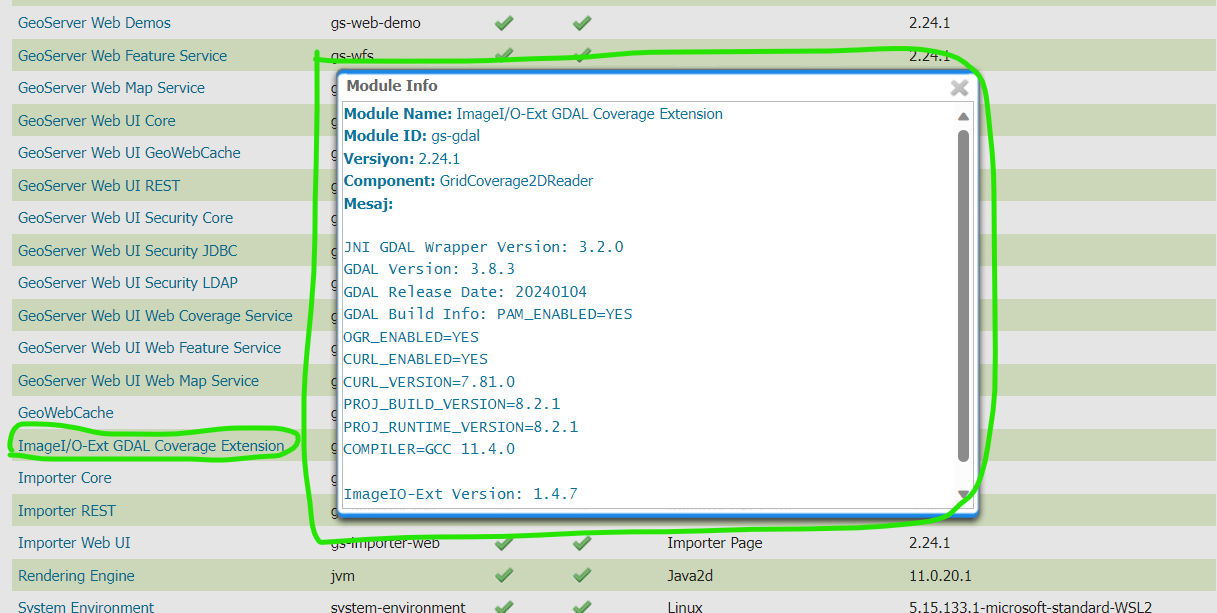 GeoServer Web Demos gs-web-demo 2.24.1
GeoServer Web Feature Service gs-wfs 2.24.1
GeoServer Web Map Service
GeoServer Web UI Core
GeoServer Web UI GeoWebCache
GeoServer Web UI REST
GeoServer Web UI Security Core
GeoServer Web UI Security JDBC
GeoServer Web UI Security LDAP
GeoServer Web UI Web Coverage Service
GeoServer Web UI Web Feature Service
GeoServer Web UI Web Map Service
GeoWebCache
ImageI/O-Ext GDAL Coverage Extension
Importer Core
Importer REST
Module Info
Module Name: ImageI/O-Ext GDAL Coverage Extension
Module ID: gs-gdal
Versiyon: 2.24.1
Component: GridCoverage2DReader
Mesaj:
JNI GDAL Wrapper Version: 3.2.0
GDAL Version: 3.8.3
GDAL Release Date: 20240104
GDAL Build Info: PAM_ENABLED=YES
OGR_ENABLED=YES
CURL_ENABLED=YES
CURL_VERSION=7.81.0
PROJ_BUILD_VERSION=8.2.1
PROJ_RUNTIME_VERSION=8.2.1
COMPILER=GCC 11.4.0
ImageIO-Ext Version: 1.4.7
Importer Web UI gs-importer-web Importer Page 2.24.1
Rendering Engine jvm Java2d 11.0.20.1
System Environment system-environment Linux 5.15.133.1-microsoft-standard-WSL2